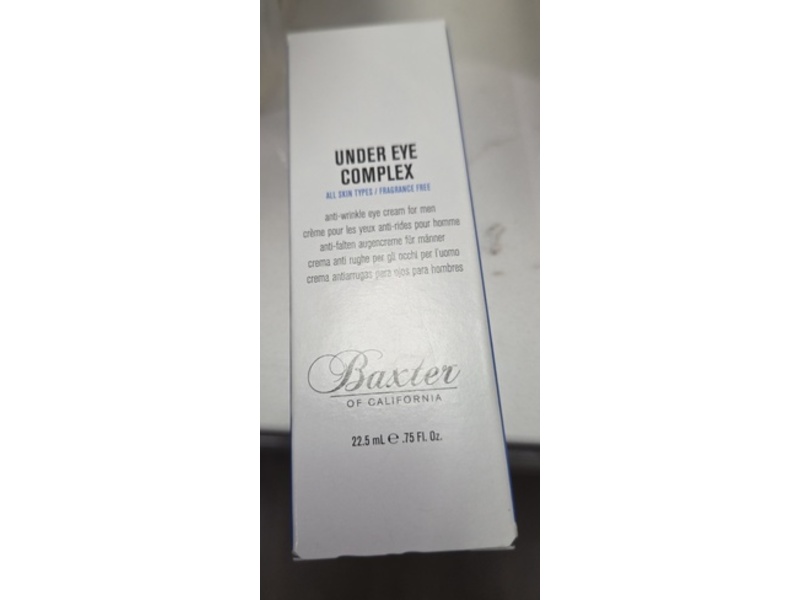 UNDER EYE
COMPLEX
ALL SKIN TYPES / FRAGRANCE FREE
anti-wrinkle eye cream for men
crème pour les yeux anti-rides pour homme
anti-falten augencreme für männer
crema anti rughe per gli occhi per l'uomo
crema antiarrugas para ojos para hombres
Baxter
OF CALIFORNIA
22.5 mL ℮ .75 FL. Oz.